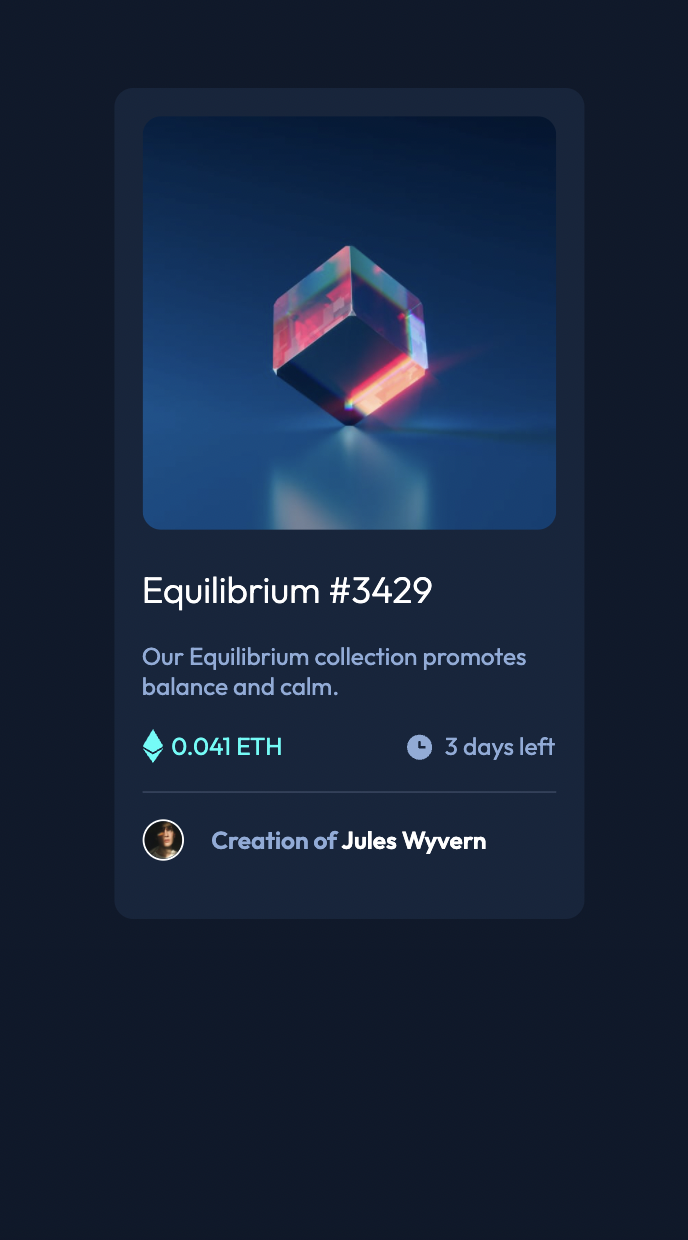 Equilibrium #3429
Our Equilibrium collection promotes
balance and calm.
0.041 ETH
3 days left
Creation of Jules Wyvern